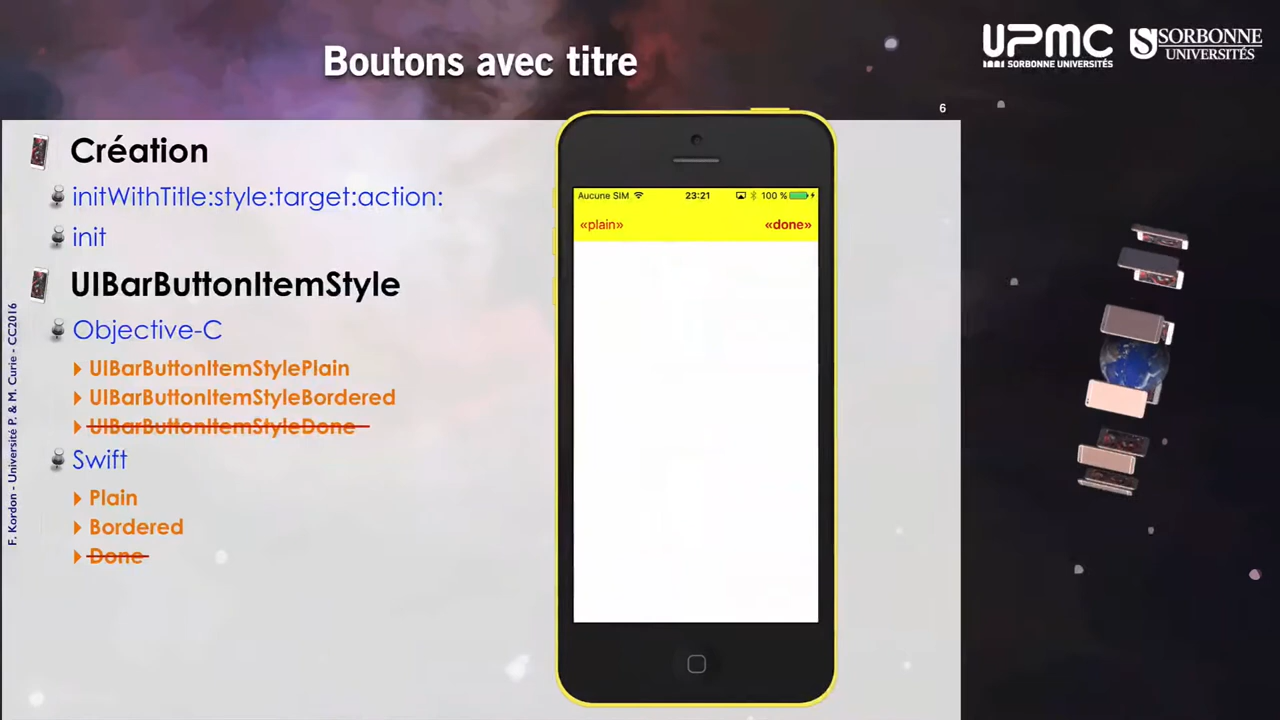 Boutons avec titre
UPMC
SORBONNE UNIVERSITÉS
SORBONNE
UNIVERSITÉS
6
Création
initWithTitle:style:target:action:
init
UIBarButtonItemStyle
Objective-C
UIBarButtonItemStylePlain
UIBarButtonItemStyleBordered
UIBarButtonItemStyleDone
Swift
Plain
Bordered
Done
Aucune SIM 23:21 100 %
«plain» «done»
F. Kordon - Université P. & M. Curie - CC2016